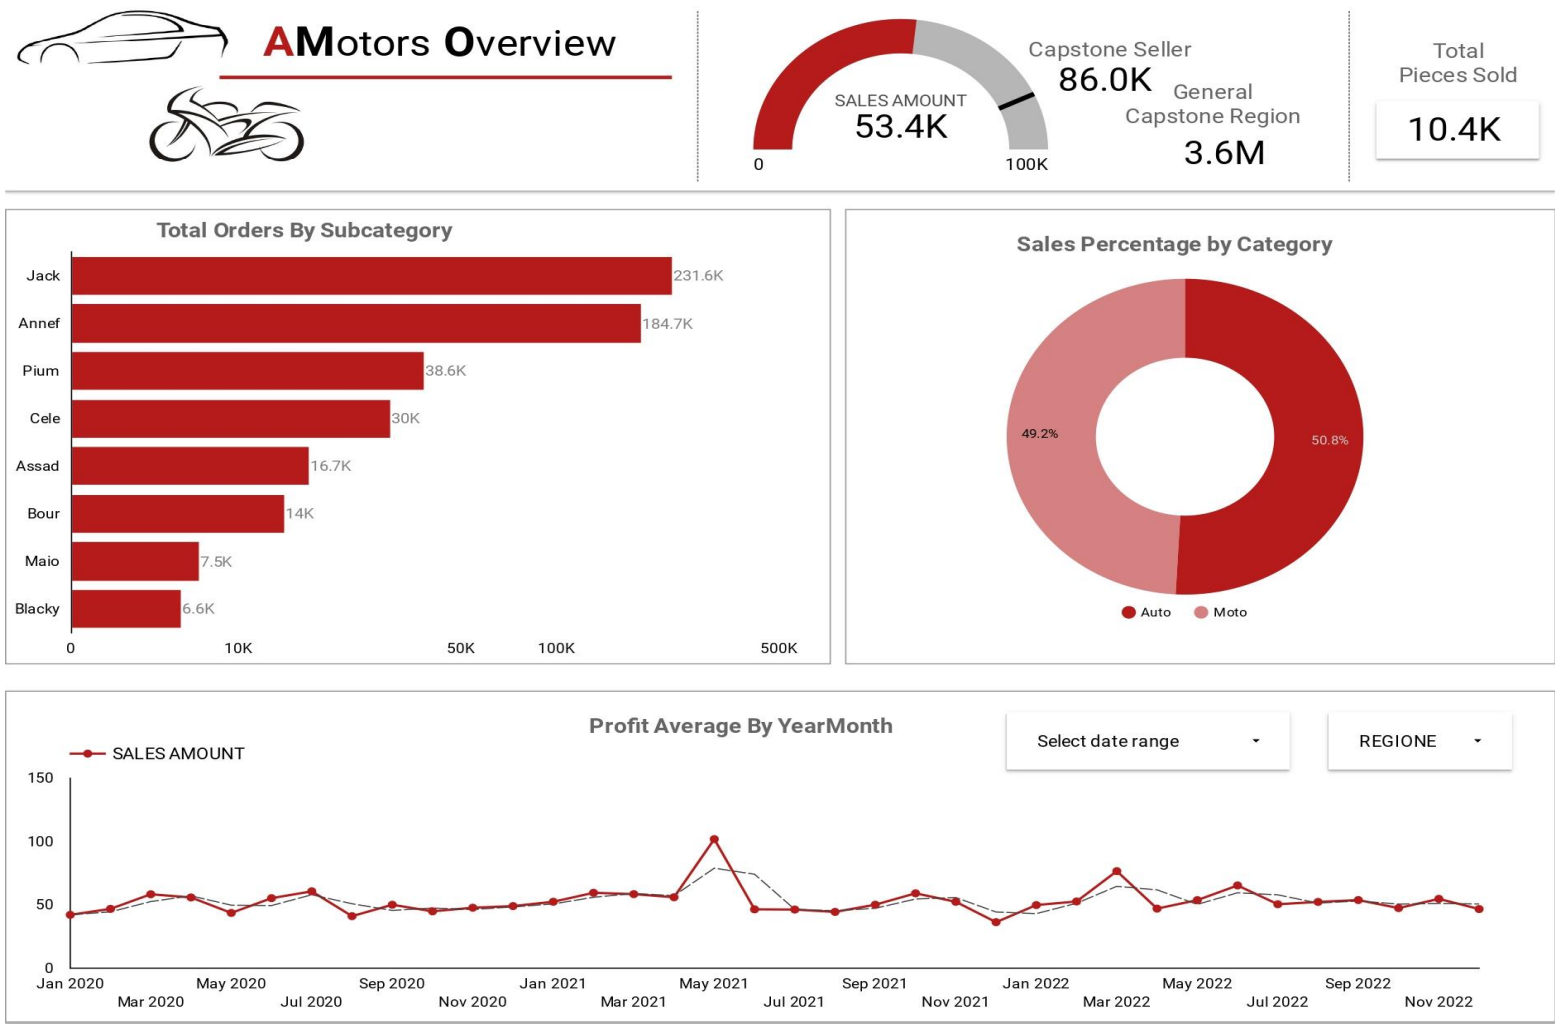 AMotors Overview
SALES AMOUNT
53.4K
0
100K
Capstone Seller
86.0K
General
Capstone Region
3.6M
Total
Pieces Sold
10.4K
Total Orders By Subcategory
Jack
231.6K
Annef
184.7K
Pium
38.6K
Cele
30K
Assad
16.7K
Bour
14K
Maio
7.5K
Blacky
6.6K
0 10K 50K 100K 500K
Sales Percentage by Category
49.2%
50.8%
Auto Moto
Profit Average By YearMonth
Select date range
REGIONE
SALES AMOUNT
150
100
50
0
Jan 2020 May 2020 Sep 2020 Jan 2021 May 2021 Sep 2021 Jan 2022 May 2022 Sep 2022
Mar 2020 Jul 2020 Nov 2020 Mar 2021 Jul 2021 Nov 2021 Mar 2022 Jul 2022 Nov 2022